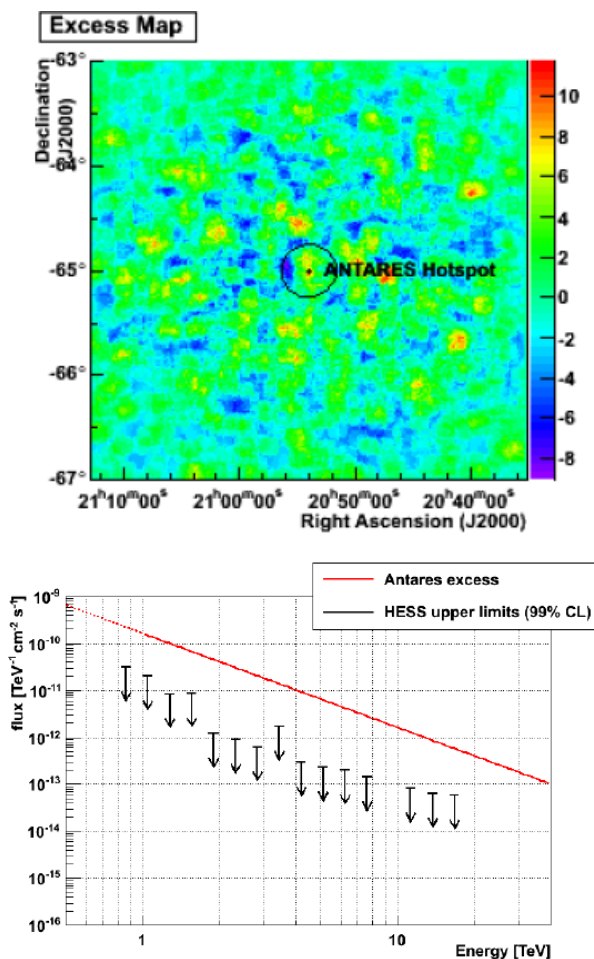 Excess Map
Declination (J2000)
-63°
-64°
-65°
-66°
-67°
ANTARES Hotspot
10
8
6
4
2
0
-2
-4
-6
-8
21h10m00s 21h00m00s 20h50m00s 20h40m00s
Right Ascension (J2000)
Antares excess
HESS upper limits (99% CL)
flux [TeV⁻¹ cm⁻² s⁻¹]
10⁻⁹
10⁻¹⁰
10⁻¹¹
10⁻¹²
10⁻¹³
10⁻¹⁴
10⁻¹⁵
10⁻¹⁶
1 10
Energy [TeV]